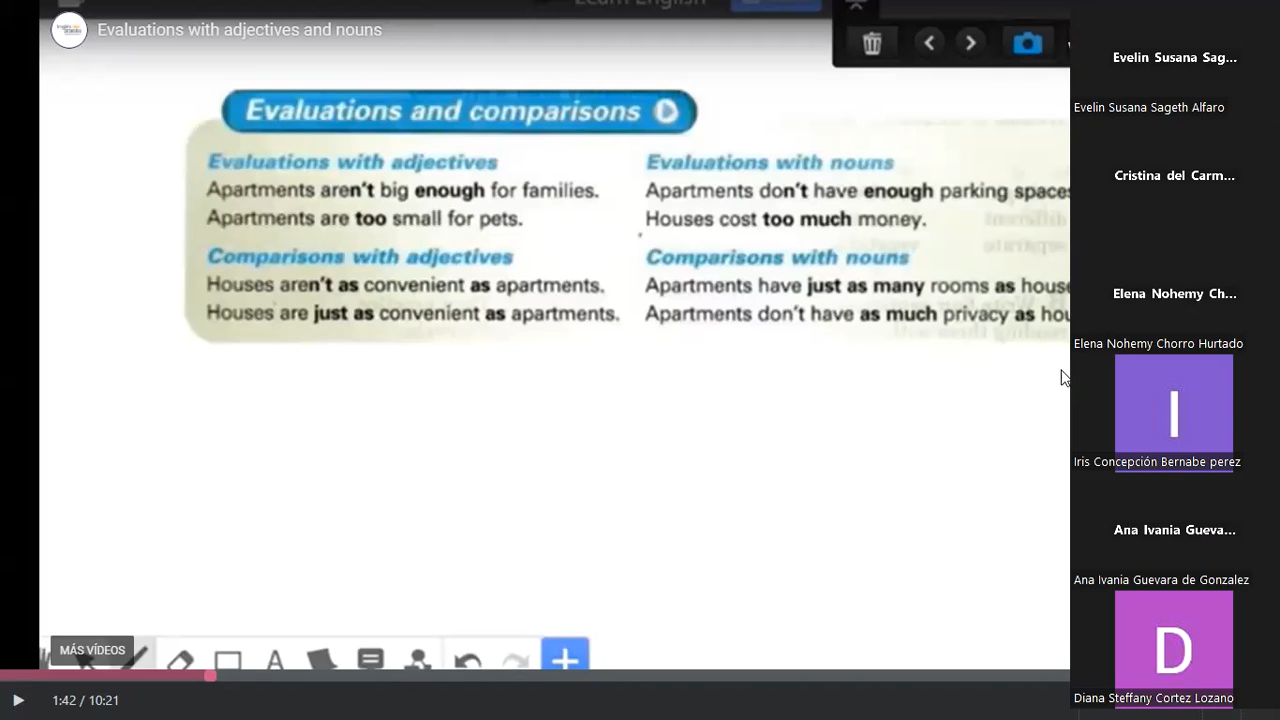 Learn English
Evaluations with adjectives and nouns
Evaluations and comparisons
Evaluations with adjectives
Apartments aren't big enough for families.
Apartments are too small for pets.
Comparisons with adjectives
Houses aren't as convenient as apartments.
Houses are just as convenient as apartments.
Evaluations with nouns
Apartments don't have enough parking spaces
Houses cost too much money.
Comparisons with nouns
Apartments have just as many rooms as house
Apartments don't have as much privacy as hou
MÁS VÍDEOS
1:42 / 10:21
Evelin Susana Sag...
Evelin Susana Sageth Alfaro
Cristina del Carm...
Elena Nohemy Ch...
Elena Nohemy Chorro Hurtado
I
Iris Concepción Bernabe perez
Ana Ivania Gueva...
Ana Ivania Guevara de Gonzalez
D
Diana Steffany Cortez Lozano